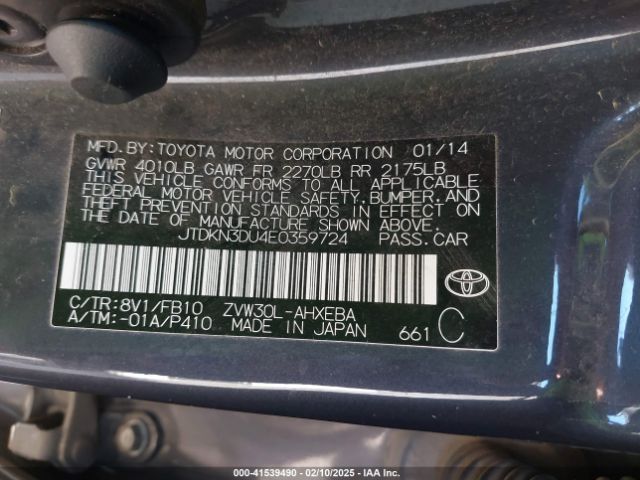 MFD.BY:TOYOTA MOTOR CORPORATION 01/14
GVWR 4010LB GAWR FR 2270LB RR 2175LB
THIS VEHICLE CONFORMS TO ALL APPLICABLE
FEDERAL MOTOR VEHICLE SAFETY,BUMPER, AND
THEFT PREVENTION STANDARDS IN EFFECT ON THE
DATE OF MANUFACTURE SHOWN ABOVE.
JTDKN3DU4E0359724 PASS.CAR
C/TR:8V1/FB10 ZVW30L-AHXEBA
A/TM:-01A/P410 MADE IN JAPAN 661 C
000-41539490 - 02/10/2025 - IAA Inc.